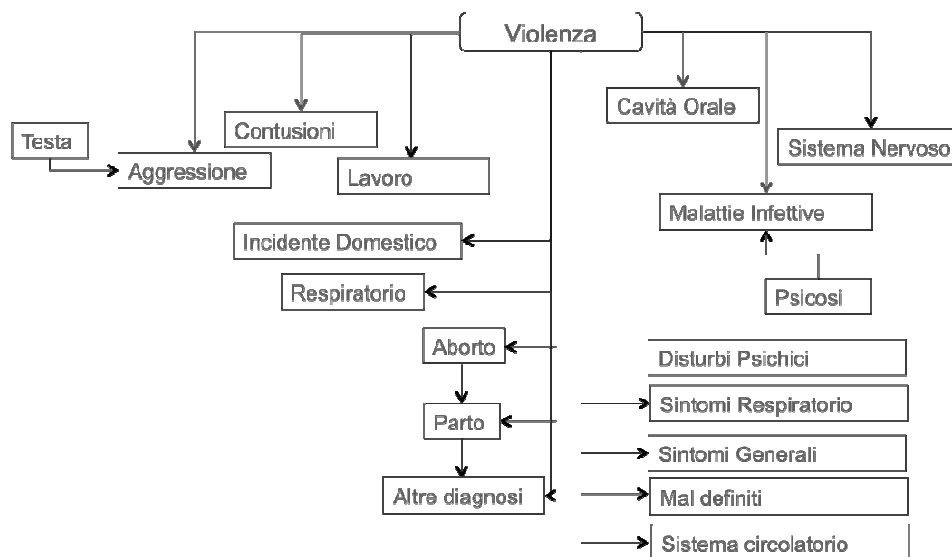 Violenza
Cavità Orale
Contusioni
Testa
Sistema Nervoso
Aggressione
Lavoro
Malattie Infettive
Incidente Domestico
Respiratorio
Psicosi
Aborto
Disturbi Psichici
Sintomi Respiratorio
Parto
Sintomi Generali
Altre diagnosi
Mal definiti
Sistema circolatorio